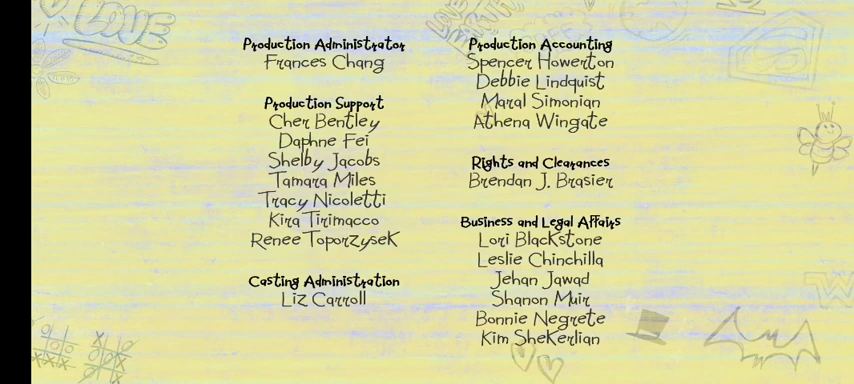 LOVE
Production Administrator
Frances Chang
Production Support
Cher Bentley
Daphne Fei
Shelby Jacobs
Tamara Miles
Tracy Nicoletti
Kira Tirimacco
Renee Toporzysek
Casting Administration
Liz Carroll
Production Accounting
Spencer Howerton
Debbie Lindquist
Maral Simonian
Athena Wingate
Rights and Clearances
Brendan J. Brasier
Business and Legal Affairs
Lori Blackstone
Leslie Chinchilla
Jehan Jawad
Shanon Muir
Bonnie Negrete
Kim Shekerlian